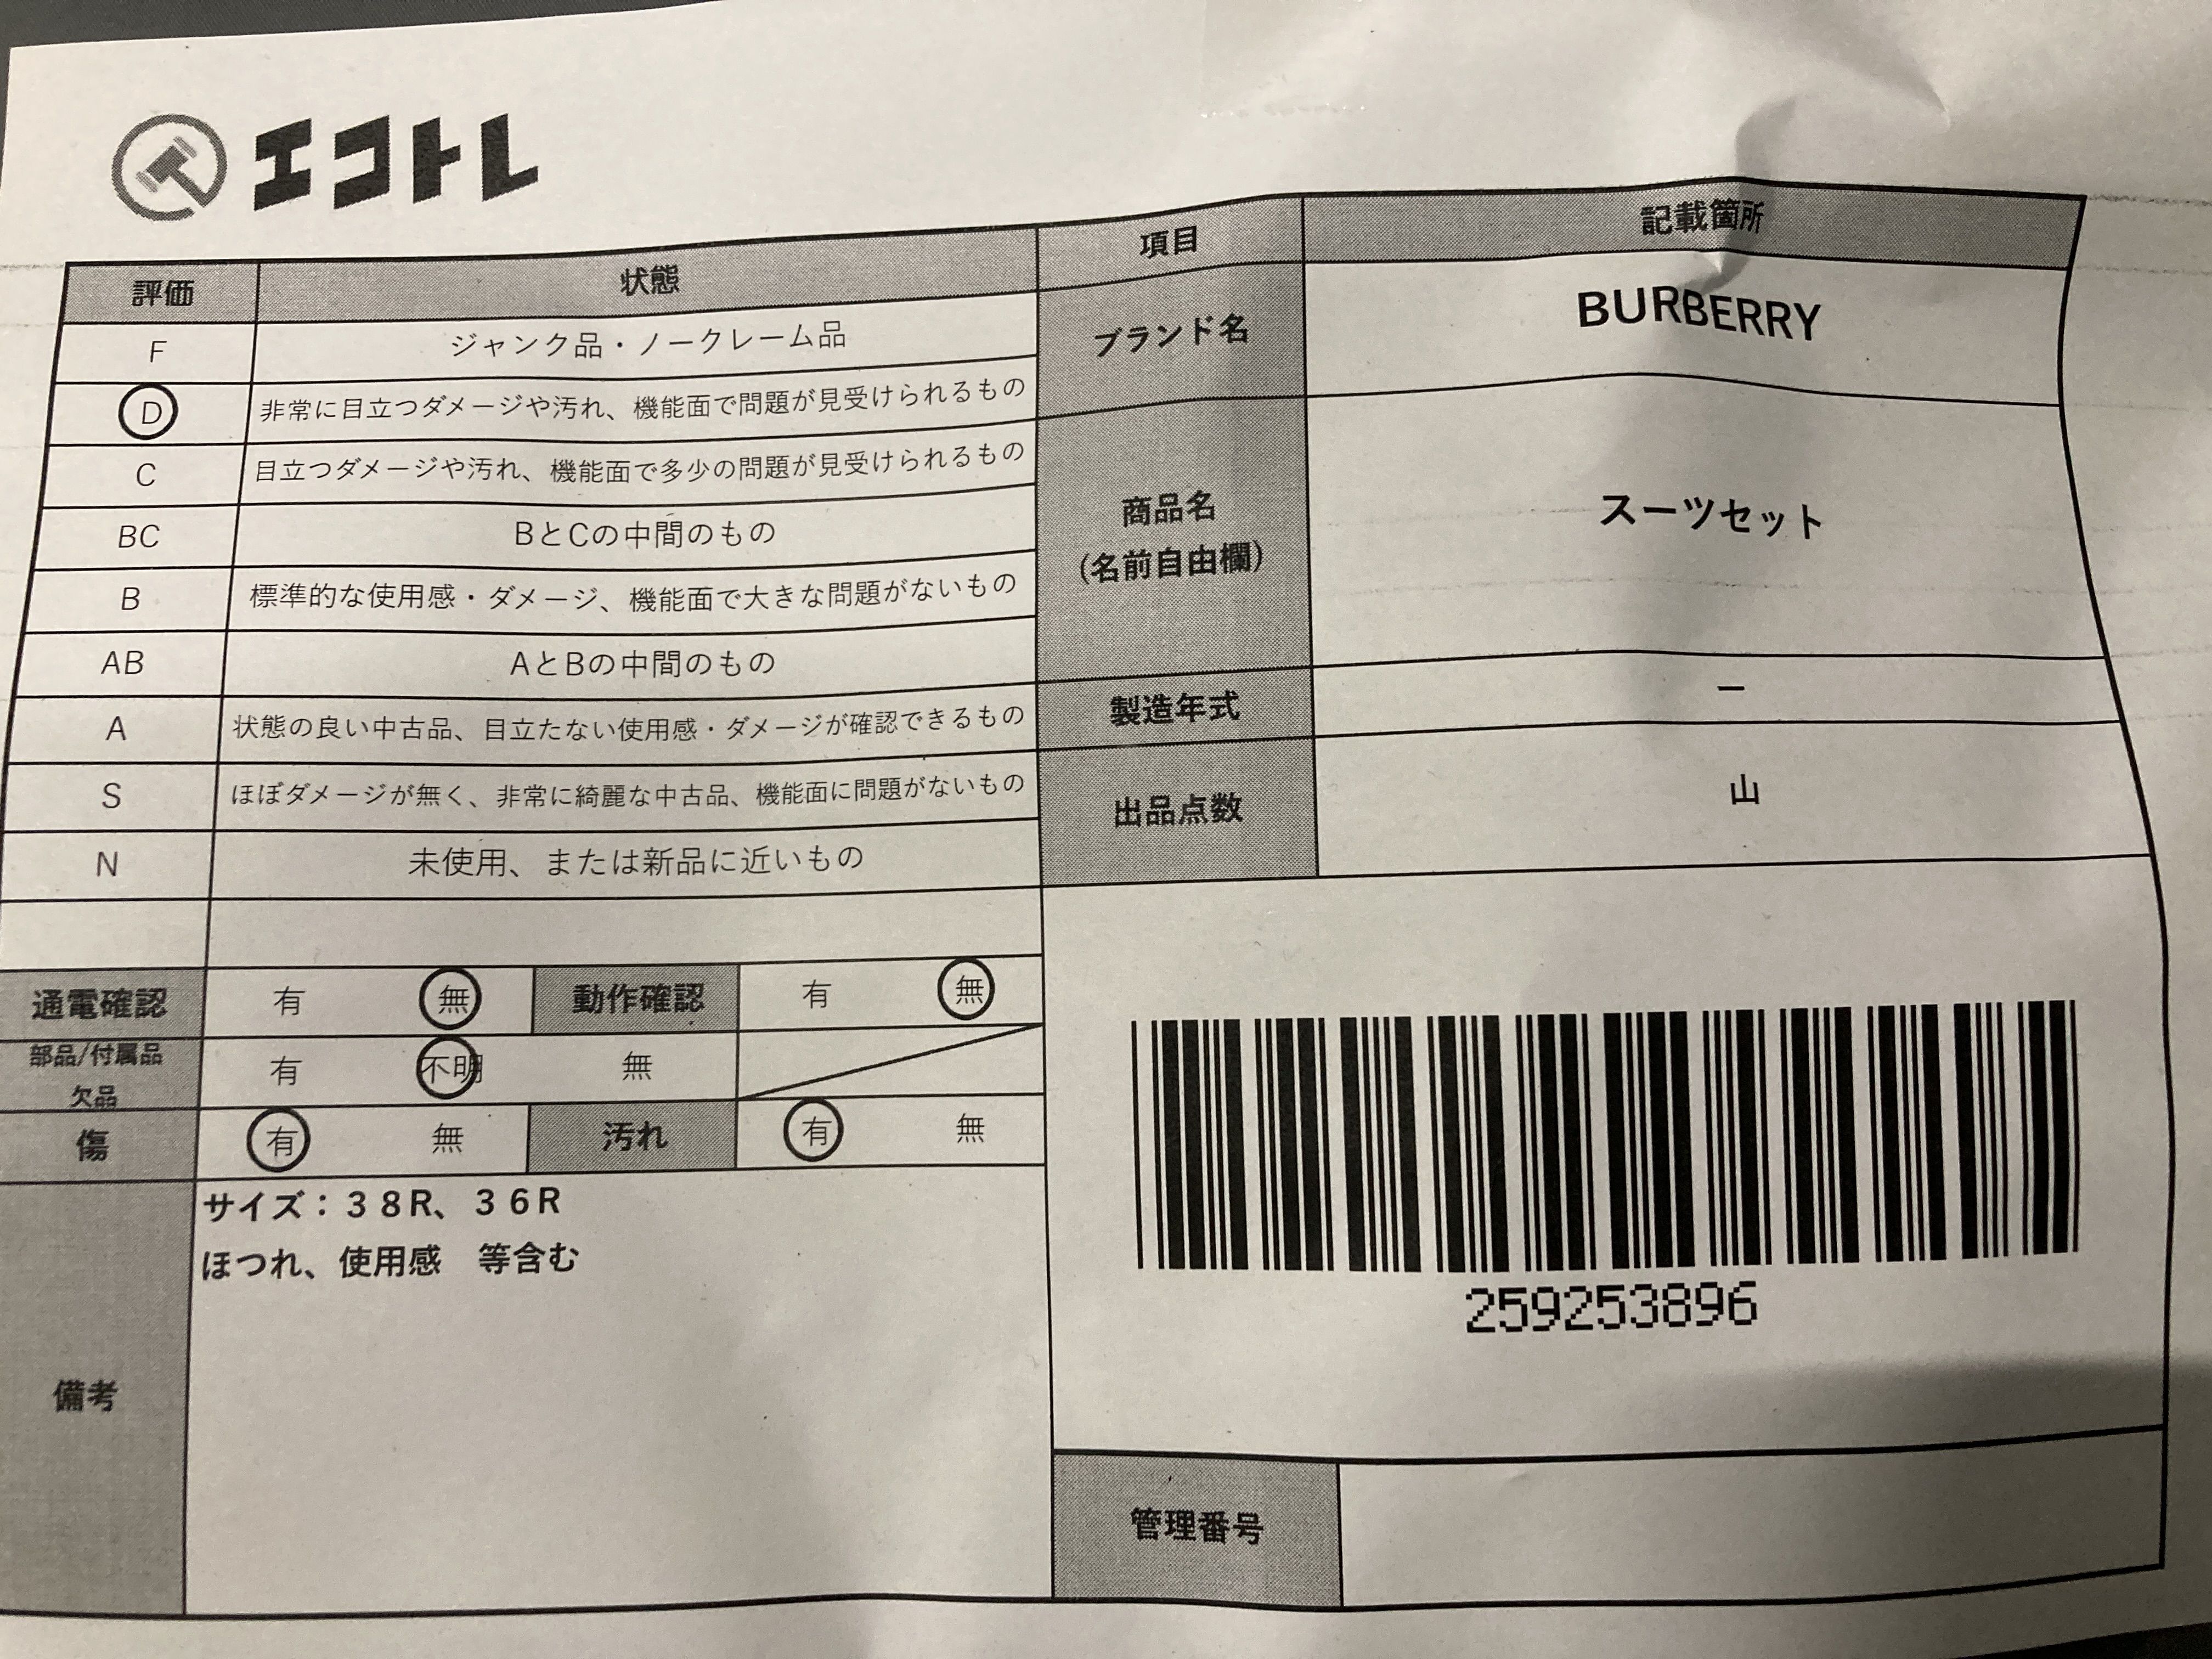 エコトレ
評価 状態
F ジャンク品・ノークレーム品
D 非常に目立つダメージや汚れ、機能面で問題が見受けられるもの
C 目立つダメージや汚れ、機能面で多少の問題が見受けられるもの
BC BとCの中間のもの
B 標準的な使用感・ダメージ、機能面で大きな問題がないもの
AB AとBの中間のもの
A 状態の良い中古品、目立たない使用感・ダメージが確認できるもの
S ほぼダメージが無く、非常に綺麗な中古品、機能面に問題がないもの
N 未使用、または新品に近いもの
通電確認 有 無 動作確認 有 無
部品/付属品
欠品
有 不明 無
傷 有 無 汚れ 有 無
備考
サイズ：３８R、３６R
ほつれ、使用感　等含む
項目 記載箇所
ブランド名 BURBERRY
商品名
(名前自由欄)
スーツセット
製造年式 ー
出品点数 山
259253896
管理番号